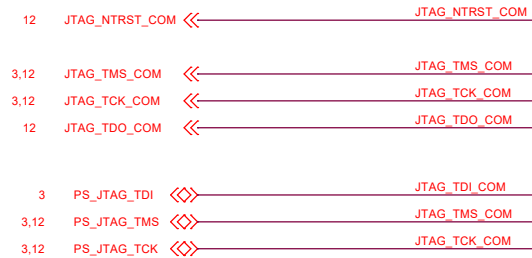 12 JTAG_NTRST_COM JTAG_NTRST_COM
3,12 JTAG_TMS_COM JTAG_TMS_COM
3,12 JTAG_TCK_COM JTAG_TCK_COM
12 JTAG_TDO_COM JTAG_TDO_COM
3 PS_JTAG_TDI JTAG_TDI_COM
3,12 PS_JTAG_TMS JTAG_TMS_COM
3,12 PS_JTAG_TCK JTAG_TCK_COM